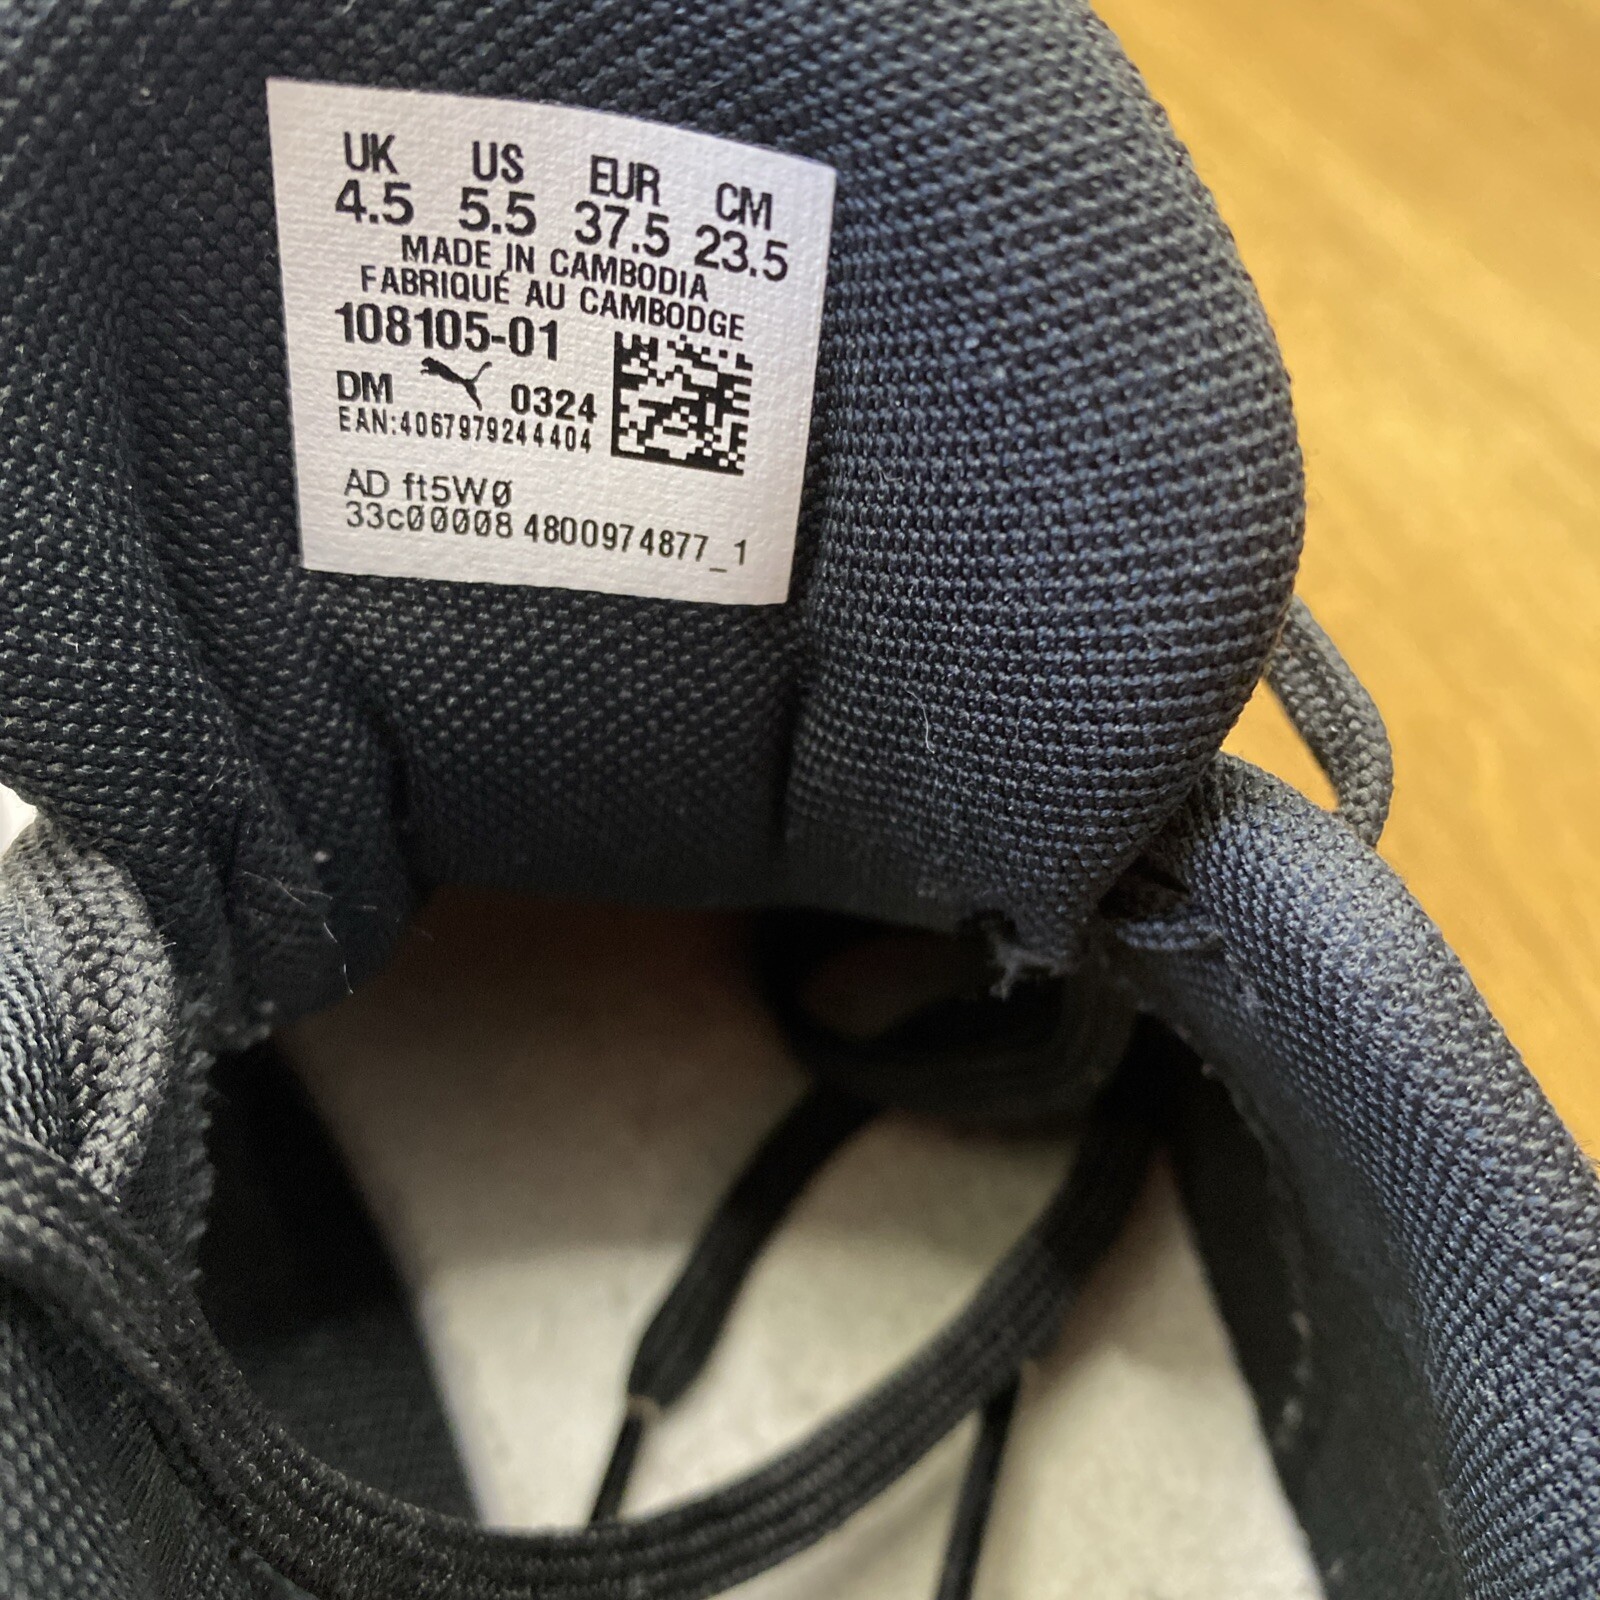 UK US EUR CM
4.5 5.5 37.5 23.5
MADE IN CAMBODIA
FABRIQUÉ AU CAMBODGE
108105-01
DM 0324
EAN:4067979244404
AD ft5W0
33c00008 4800974877_1